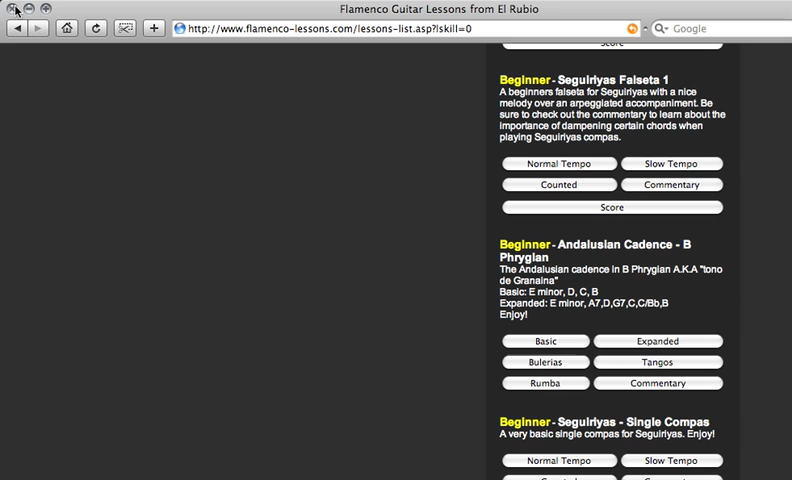 Flamenco Guitar Lessons from El Rubio
http://www.flamenco-lessons.com/lessons-list.asp?lskill=0
Google
Score
Beginner - Seguiriyas Falseta 1
A beginners falseta for Seguiriyas with a nice
melody over an arpeggiated accompaniment. Be
sure to check out the commentary to learn about the
importance of dampening certain chords when
playing Seguiriyas compas.
Normal Tempo Slow Tempo
Counted Commentary
Score
Beginner - Andalusian Cadence - B
Phrygian
The Andalusian cadence in B Phrygian A.K.A "tono
de Granaina"
Basic: E minor, D, C, B
Expanded: E minor, A7,D,G7,C,C/Bb,B
Enjoy!
Basic Expanded
Bulerias Tangos
Rumba Commentary
Beginner - Seguiriyas - Single Compas
A very basic single compas for Seguiriyas. Enjoy!
Normal Tempo Slow Tempo